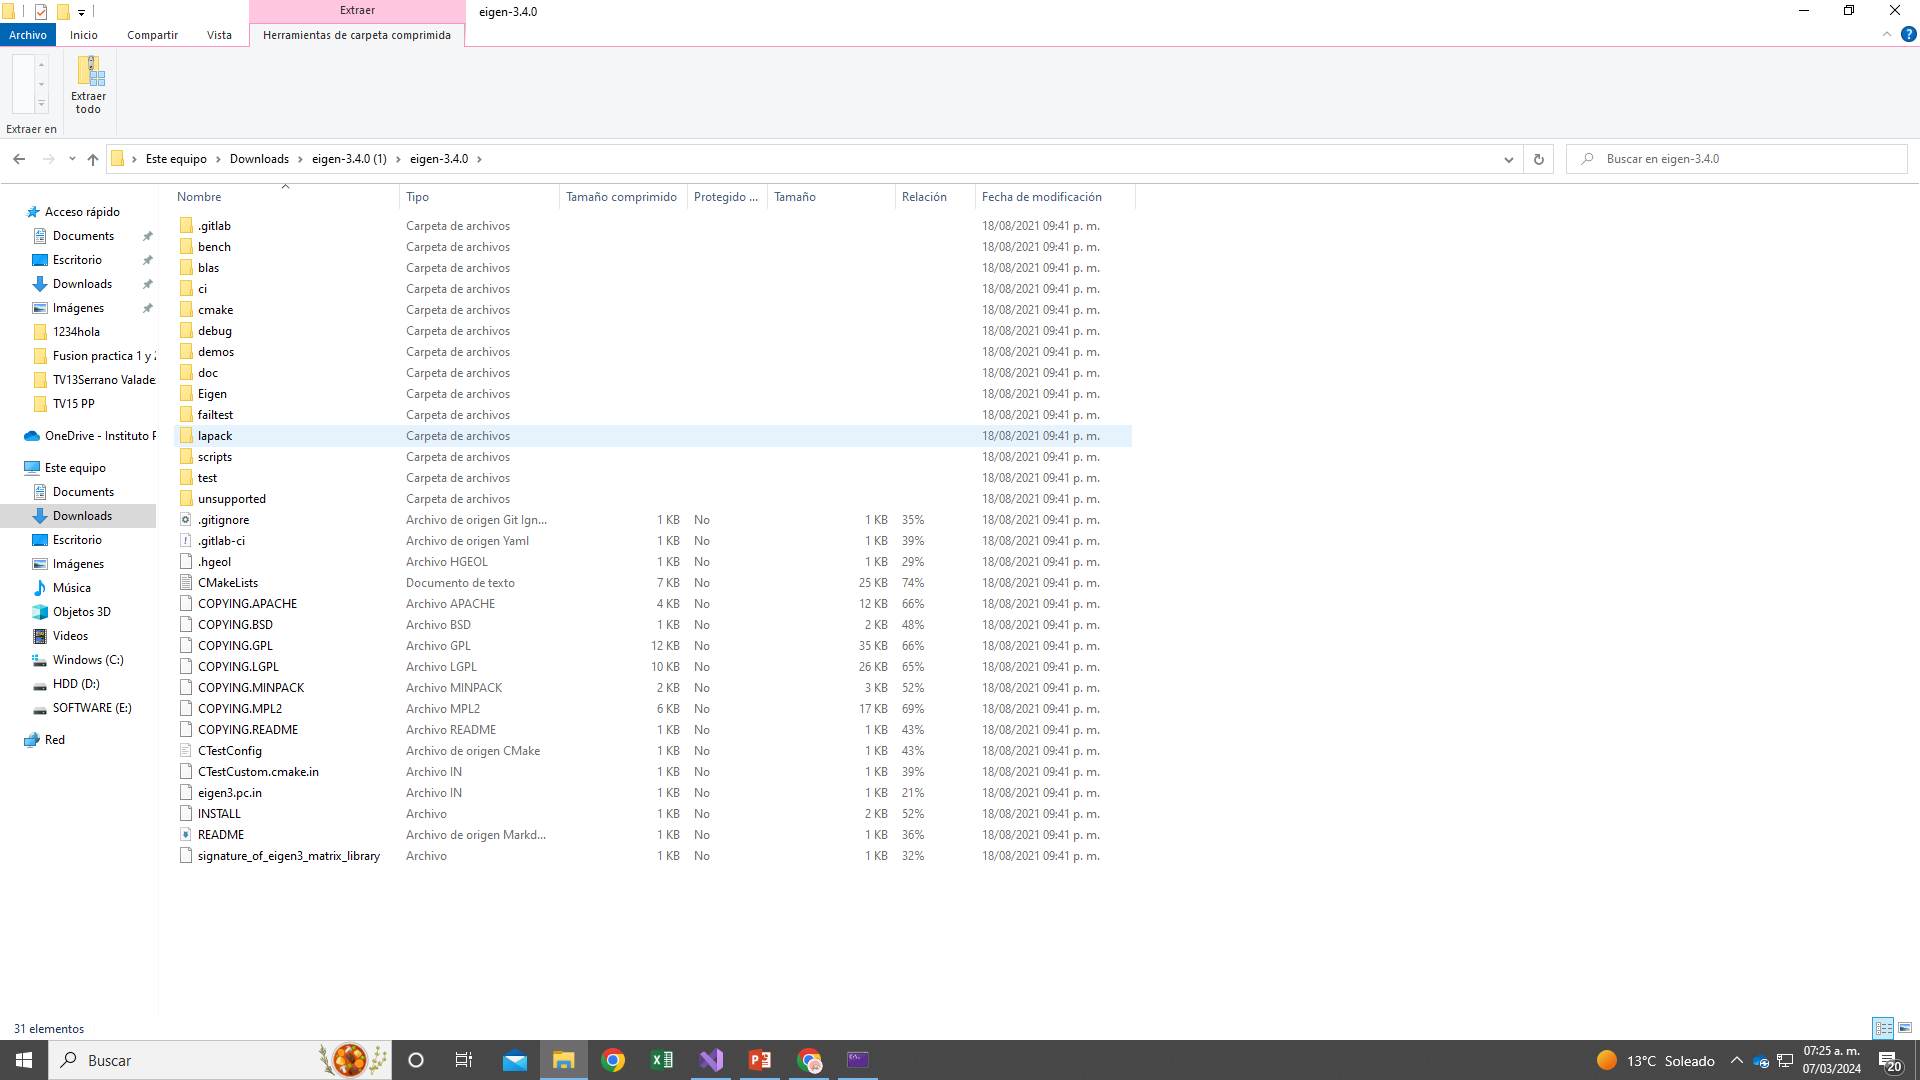 Extraer
eigen-3.4.0
Archivo
Inicio
Compartir
Vista
Herramientas de carpeta comprimida
Extraer todo
Extraer en
Este equipo
Downloads
eigen-3.4.0 (1)
eigen-3.4.0
Buscar en eigen-3.4.0
Acceso rápido
Documents
Escritorio
Downloads
Imágenes
1234hola
Fusion practica 1 y 2
TV13Serrano Valade
TV15 PP
OneDrive - Instituto P
Este equipo
Documents
Downloads
Escritorio
Imágenes
Música
Objetos 3D
Videos
Windows (C:)
HDD (D:)
SOFTWARE (E:)
Red
Nombre Tipo Tamaño comprimido Protegido ... Tamaño Relación Fecha de modificación
.gitlab Carpeta de archivos 18/08/2021 09:41 p. m.
bench Carpeta de archivos 18/08/2021 09:41 p. m.
blas Carpeta de archivos 18/08/2021 09:41 p. m.
ci Carpeta de archivos 18/08/2021 09:41 p. m.
cmake Carpeta de archivos 18/08/2021 09:41 p. m.
debug Carpeta de archivos 18/08/2021 09:41 p. m.
demos Carpeta de archivos 18/08/2021 09:41 p. m.
doc Carpeta de archivos 18/08/2021 09:41 p. m.
Eigen Carpeta de archivos 18/08/2021 09:41 p. m.
failtest Carpeta de archivos 18/08/2021 09:41 p. m.
lapack Carpeta de archivos 18/08/2021 09:41 p. m.
scripts Carpeta de archivos 18/08/2021 09:41 p. m.
test Carpeta de archivos 18/08/2021 09:41 p. m.
unsupported Carpeta de archivos 18/08/2021 09:41 p. m.
.gitignore Archivo de origen Git Ign... 1 KB No 1 KB 35% 18/08/2021 09:41 p. m.
.gitlab-ci Archivo de origen Yaml 1 KB No 1 KB 39% 18/08/2021 09:41 p. m.
.hgeol Archivo HGEOL 1 KB No 1 KB 29% 18/08/2021 09:41 p. m.
CMakeLists Documento de texto 7 KB No 25 KB 74% 18/08/2021 09:41 p. m.
COPYING.APACHE Archivo APACHE 4 KB No 12 KB 66% 18/08/2021 09:41 p. m.
COPYING.BSD Archivo BSD 1 KB No 2 KB 48% 18/08/2021 09:41 p. m.
COPYING.GPL Archivo GPL 12 KB No 35 KB 66% 18/08/2021 09:41 p. m.
COPYING.LGPL Archivo LGPL 10 KB No 26 KB 65% 18/08/2021 09:41 p. m.
COPYING.MINPACK Archivo MINPACK 2 KB No 3 KB 52% 18/08/2021 09:41 p. m.
COPYING.MPL2 Archivo MPL2 6 KB No 17 KB 69% 18/08/2021 09:41 p. m.
COPYING.README Archivo README 1 KB No 1 KB 43% 18/08/2021 09:41 p. m.
CTestConfig Archivo de origen CMake 1 KB No 1 KB 43% 18/08/2021 09:41 p. m.
CTestCustom.cmake.in Archivo IN 1 KB No 1 KB 39% 18/08/2021 09:41 p. m.
eigen3.pc.in Archivo IN 1 KB No 1 KB 21% 18/08/2021 09:41 p. m.
INSTALL Archivo 1 KB No 2 KB 52% 18/08/2021 09:41 p. m.
README Archivo de origen Markd... 1 KB No 1 KB 36% 18/08/2021 09:41 p. m.
signature_of_eigen3_matrix_library Archivo 1 KB No 1 KB 32% 18/08/2021 09:41 p. m.
31 elementos
Buscar
13°C Soleado
07:25 a. m.
07/03/2024
20